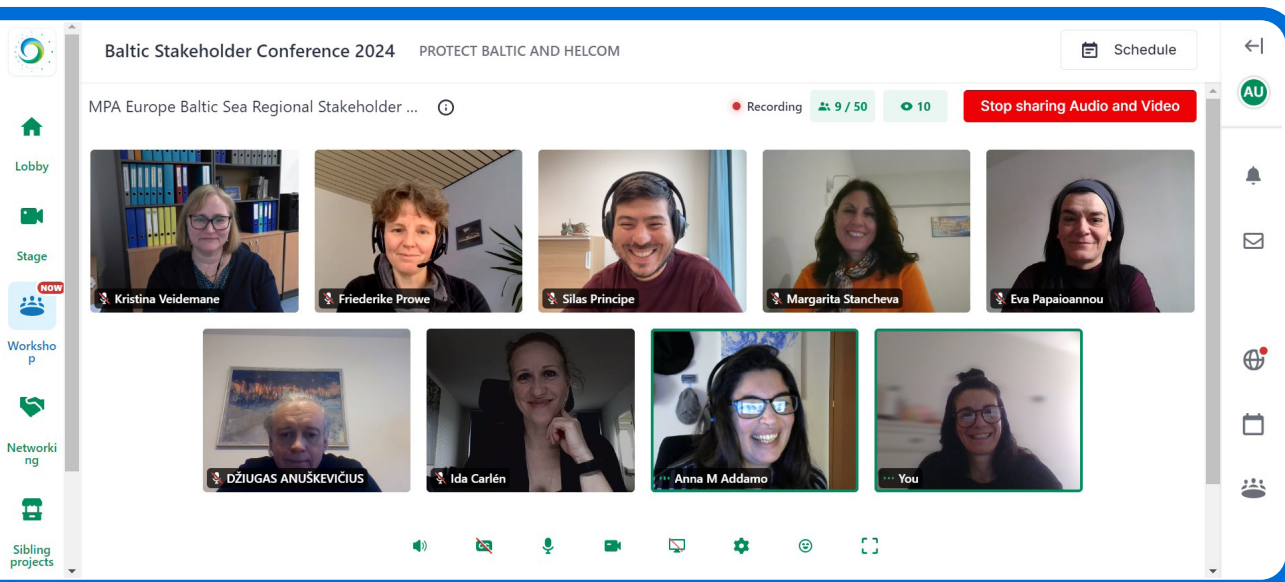 Baltic Stakeholder Conference 2024 PROTECT BALTIC AND HELCOM
Schedule
AU
MPA Europe Baltic Sea Regional Stakeholder ...
Recording
9 / 50
10
Stop sharing Audio and Video
Lobby
Stage
NOW
Worksho
p
Networki
ng
Sibling
projects
Kristina Veidemane
Friederike Prowe
Silas Principe
Margarita Stancheva
Eva Papaioannou
DŽIUGAS ANUŠKEVIČIUS
Ida Carlén
Anna M Addamo
You